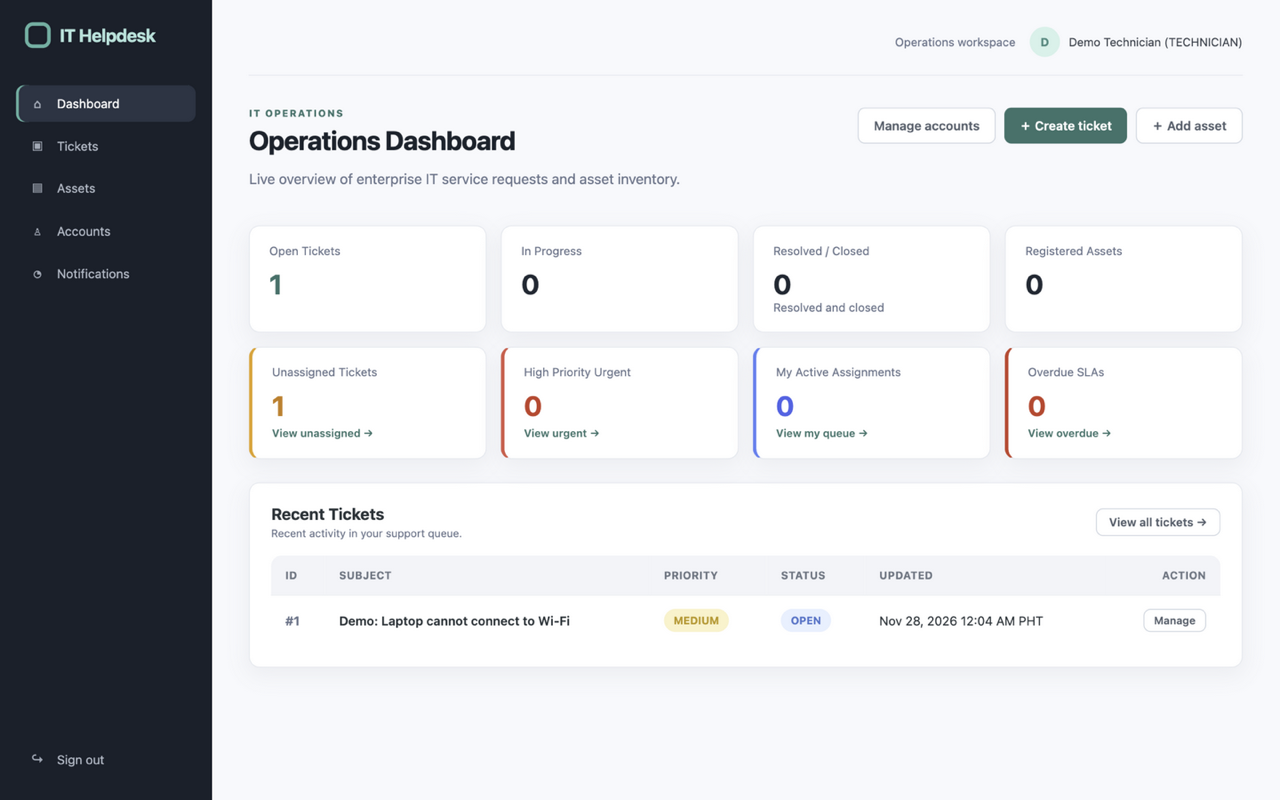 IT Helpdesk
Dashboard
Tickets
Assets
Accounts
Notifications
Sign out
Operations workspace
D
Demo Technician (TECHNICIAN)
IT OPERATIONS
Operations Dashboard
Live overview of enterprise IT service requests and asset inventory.
Manage accounts
+ Create ticket
+ Add asset
Open Tickets
1
In Progress
0
Resolved / Closed
0
Resolved and closed
Registered Assets
0
Unassigned Tickets
1
View unassigned →
High Priority Urgent
0
View urgent →
My Active Assignments
0
View my queue →
Overdue SLAs
0
View overdue →
Recent Tickets
Recent activity in your support queue.
View all tickets →
ID SUBJECT PRIORITY STATUS UPDATED ACTION
#1 Demo: Laptop cannot connect to Wi-Fi MEDIUM OPEN Nov 28, 2026 12:04 AM PHT Manage